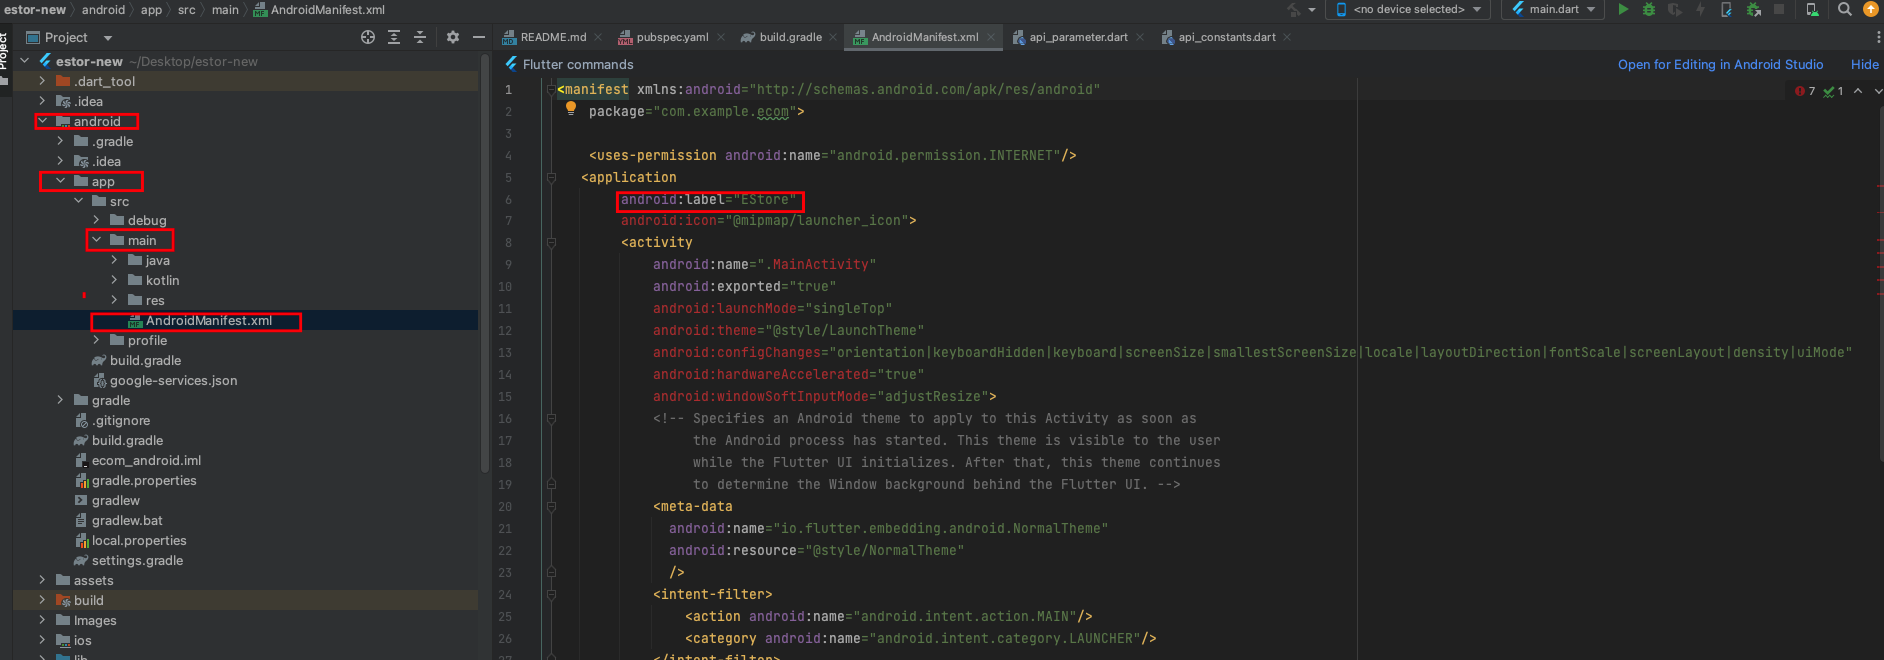 estor-new android app src main AndroidManifest.xml
<no device selected> main.dart
Project
Project
README.md pubspec.yaml build.gradle AndroidManifest.xml api_parameter.dart api_constants.dart
Flutter commands Open for Editing in Android Studio Hide
7 1
estor-new ~/Desktop/estor-new
.dart_tool
.idea
android
.gradle
.idea
app
src
debug
main
java
kotlin
res
AndroidManifest.xml
profile
build.gradle
google-services.json
gradle
.gitignore
build.gradle
ecom_android.iml
gradle.properties
gradlew
gradlew.bat
local.properties
settings.gradle
assets
build
Images
ios
lib
1 <manifest xmlns:android="http://schemas.android.com/apk/res/android"
2 package="com.example.ecom">
3
4 <uses-permission android:name="android.permission.INTERNET"/>
5 <application
6 android:label="EStore"
7 android:icon="@mipmap/launcher_icon">
8 <activity
9 android:name=".MainActivity"
10 android:exported="true"
11 android:launchMode="singleTop"
12 android:theme="@style/LaunchTheme"
13 android:configChanges="orientation|keyboardHidden|keyboard|screenSize|smallestScreenSize|locale|layoutDirection|fontScale|screenLayout|density|uiMode"
14 android:hardwareAccelerated="true"
15 android:windowSoftInputMode="adjustResize">
16 <!-- Specifies an Android theme to apply to this Activity as soon as
17 the Android process has started. This theme is visible to the user
18 while the Flutter UI initializes. After that, this theme continues
19 to determine the Window background behind the Flutter UI. -->
20 <meta-data
21 android:name="io.flutter.embedding.android.NormalTheme"
22 android:resource="@style/NormalTheme"
23 />
24 <intent-filter>
25 <action android:name="android.intent.action.MAIN"/>
26 <category android:name="android.intent.category.LAUNCHER"/>
27 </intent-filter>